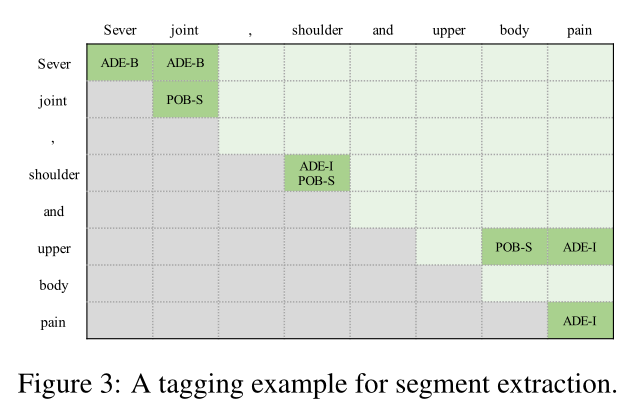 Sever joint , shoulder and upper body pain
Sever ADE-B ADE-B
joint POB-S
,
shoulder ADE-I
POB-S
and
upper POB-S ADE-I
body
pain ADE-I
Figure 3: A tagging example for segment extraction.